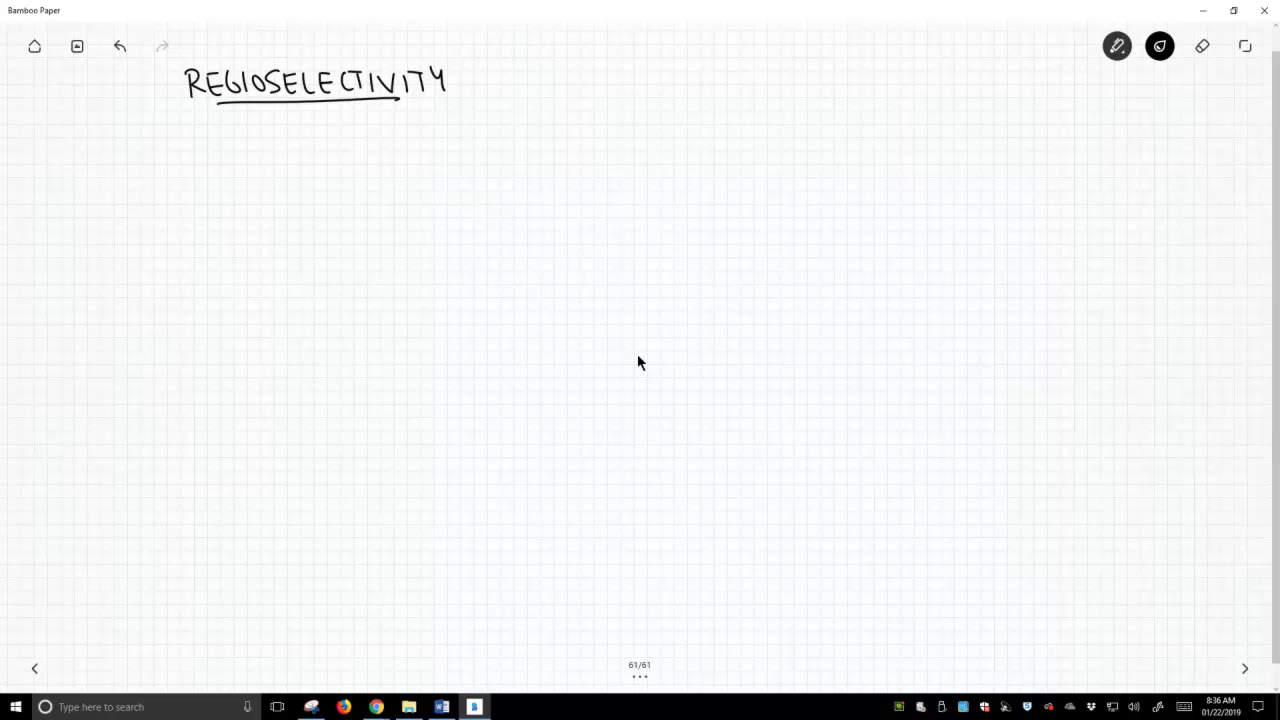 Bamboo Paper
REGIOSELECTIVITY
61/61
Type here to search
8:36 AM
01/22/2019